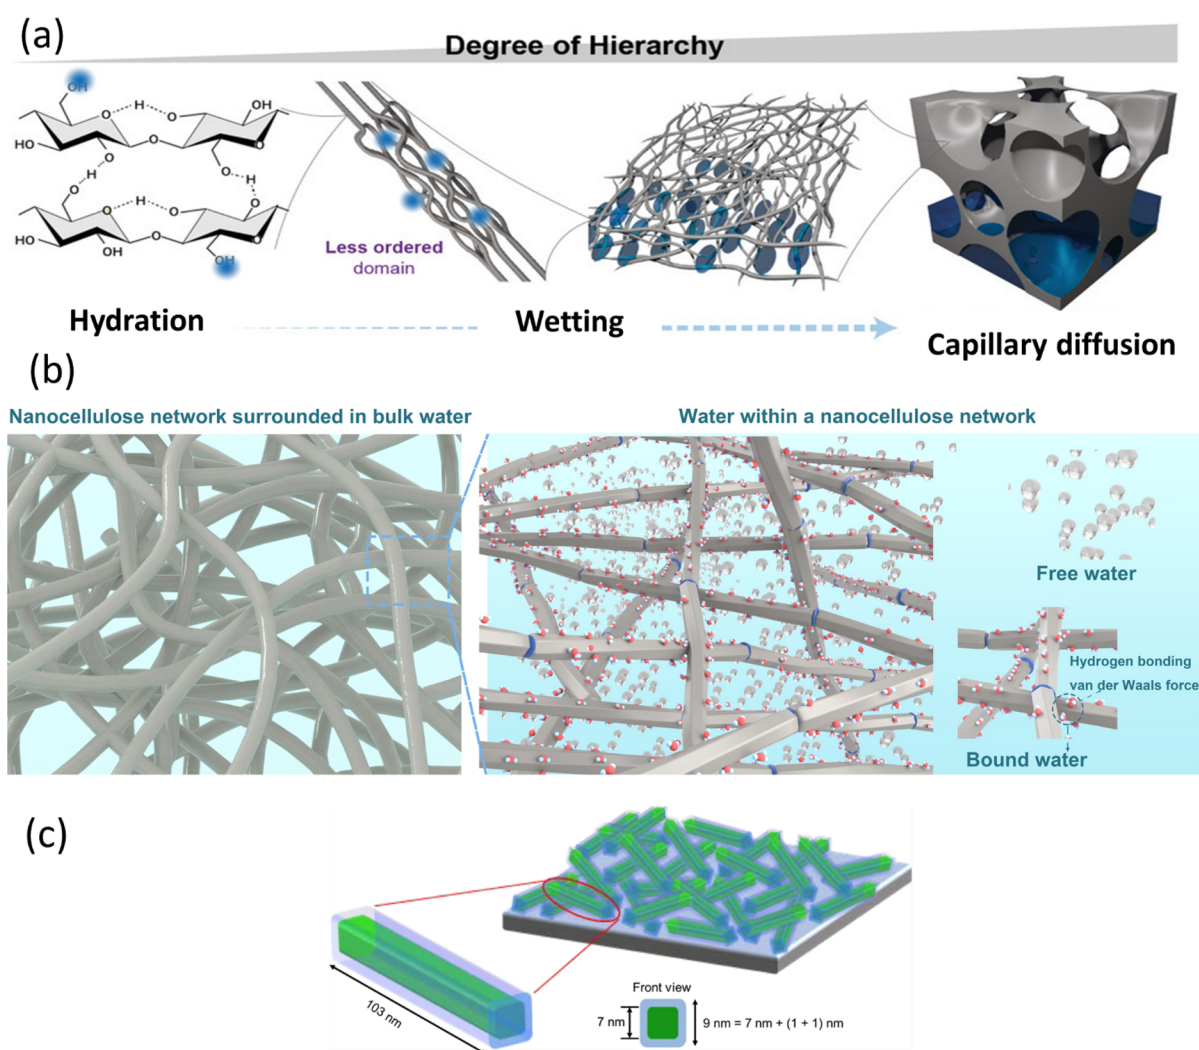 (a)
Degree of Hierarchy
OH
H
OH
HO
O
O
O
OH
O
O
H
O
H
O
O
H
O
O
HO
OH
O
O
OH
Less ordered
domain
Hydration
Wetting
Capillary diffusion
(b)
Nanocellulose network surrounded in bulk water
Water within a nanocellulose network
Free water
Hydrogen bonding
van der Waals force
Bound water
(c)
103 nm
Front view
7 nm
9 nm = 7 nm + (1 + 1) nm